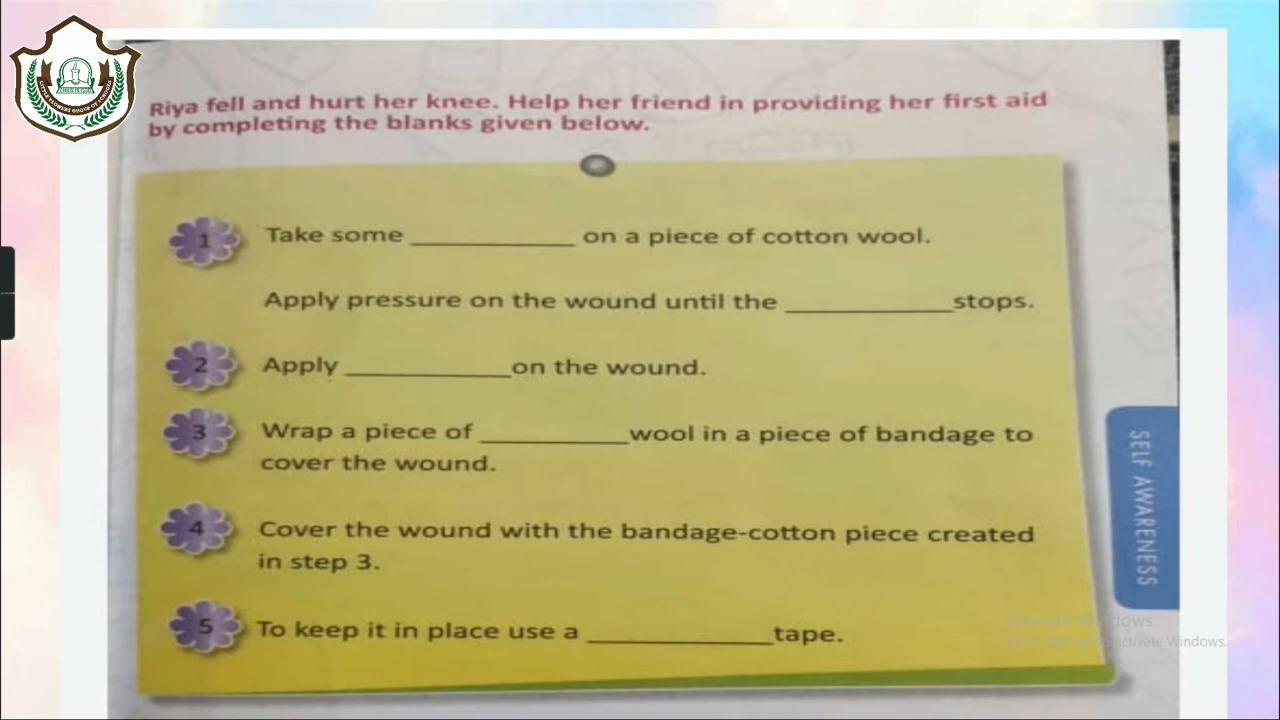 Riya fell and hurt her knee. Help her friend in providing her first aid
by completing the blanks given below.
1 Take some ____________ on a piece of cotton wool.
Apply pressure on the wound until the ____________stops.
2 Apply ____________on the wound.
3 Wrap a piece of ___________wool in a piece of bandage to
cover the wound.
4 Cover the wound with the bandage-cotton piece created
in step 3.
5 To keep it in place use a ______________tape.
SELF AWARENESS
Activate Windows